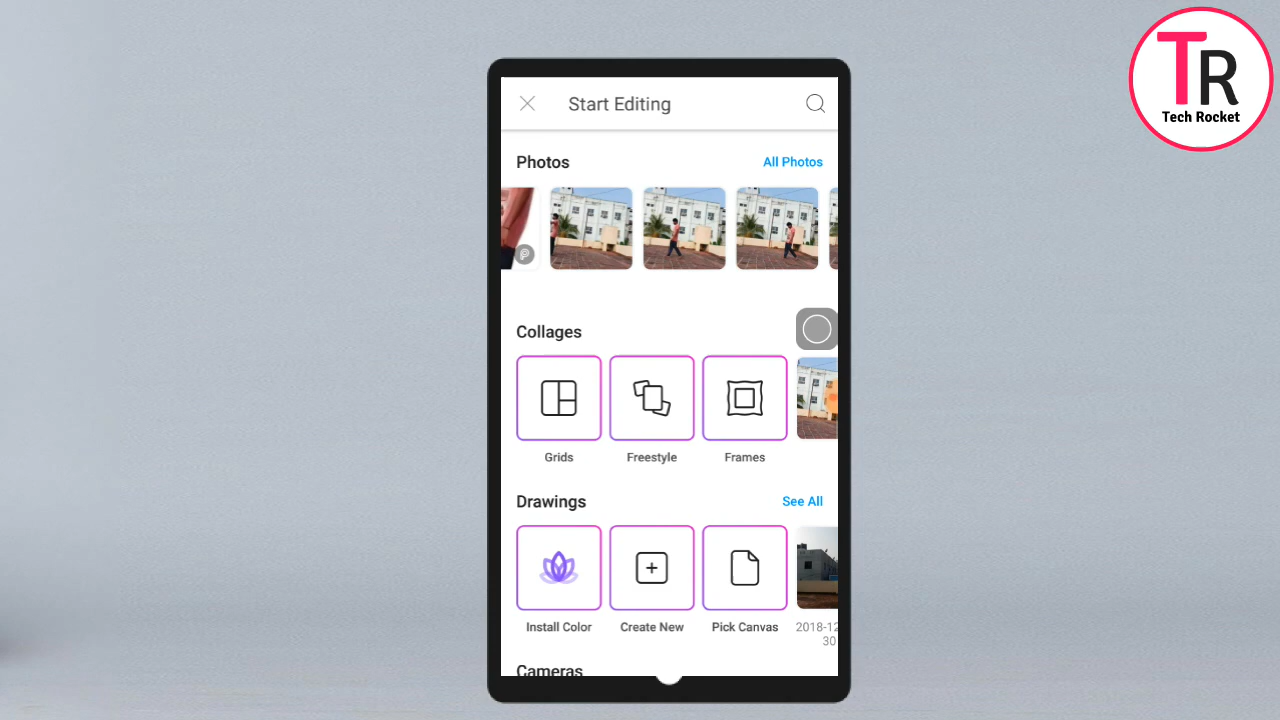 TR
Tech Rocket
Start Editing
Photos
All Photos
Collages
Grids
Freestyle
Frames
Drawings
See All
Install Color
Create New
Pick Canvas
2018-12
30
Cameras